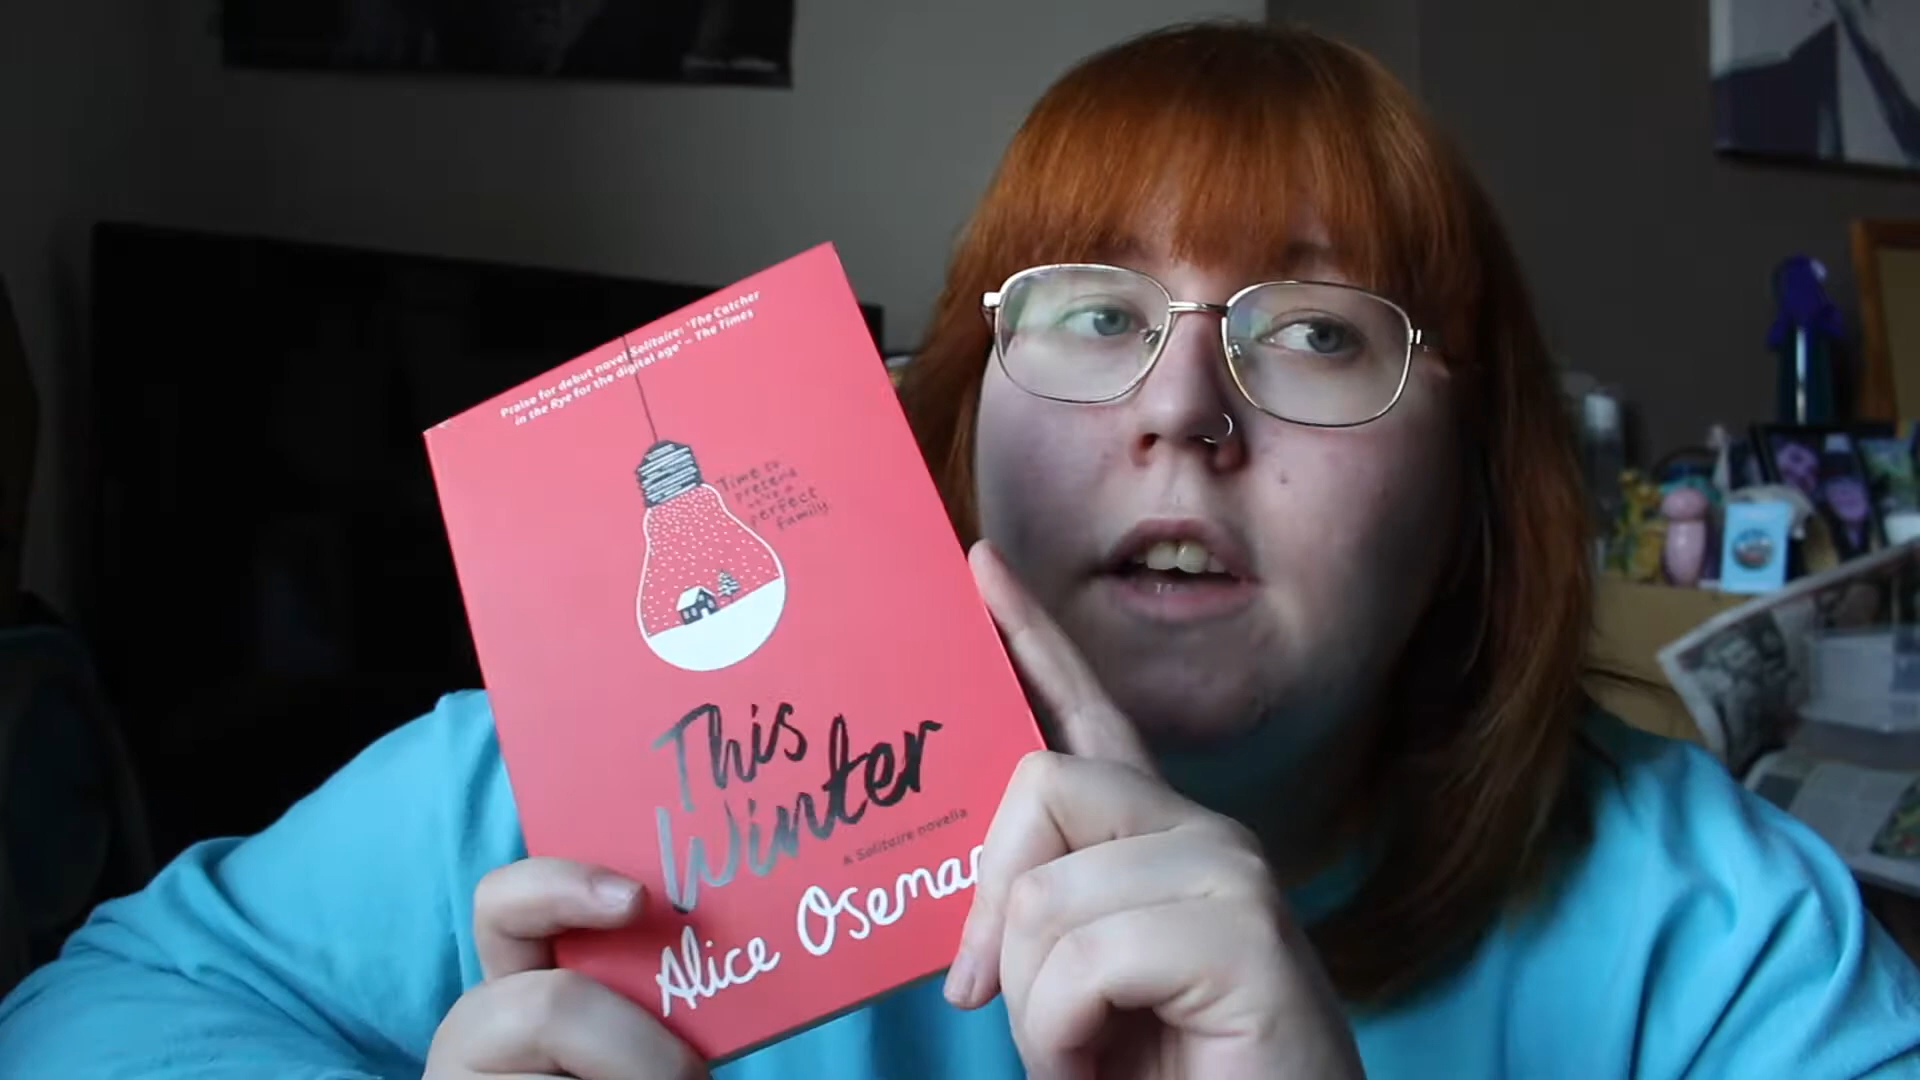 Praise for debut novel Solitaire: 'The Catcher
in the Rye for the digital age' – The Times
Time to
pretend
we're a
perfect
family.
This
Winter
A Solitaire novella
Alice Oseman